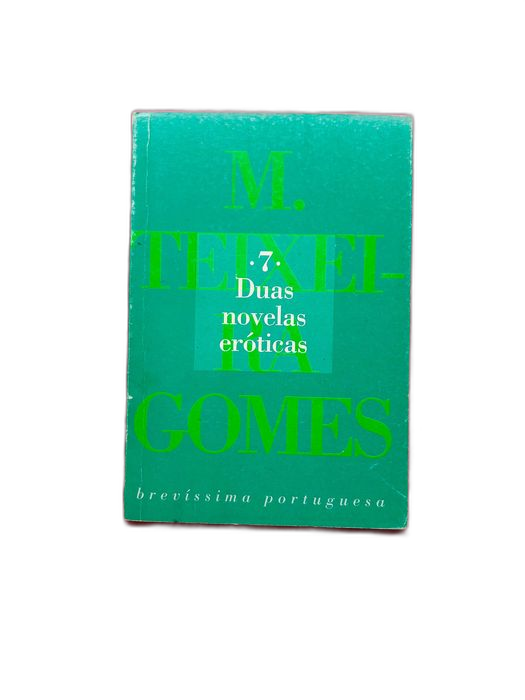 M.
TEIXEI-
RA
GOMES
·7·
Duas
novelas
eróticas
brevíssima portuguesa